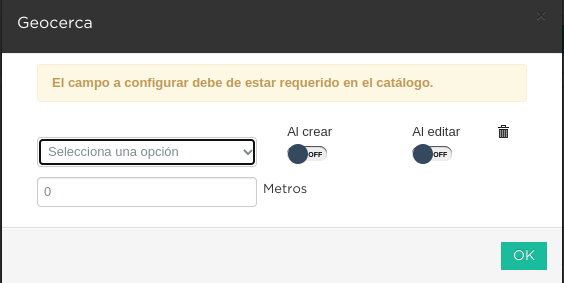 Geocerca
El campo a configurar debe de estar requerido en el catálogo.
Al crear
Al editar
Selecciona una opción
OFF
OFF
0
Metros
OK